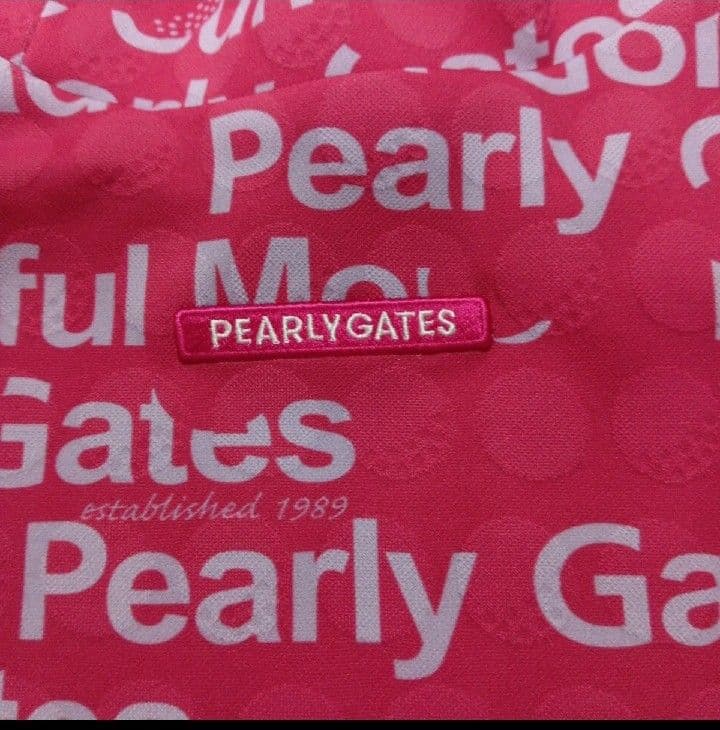 Pearly
ful
PEARLYGATES
Gates
established 1989
Pearly Ga